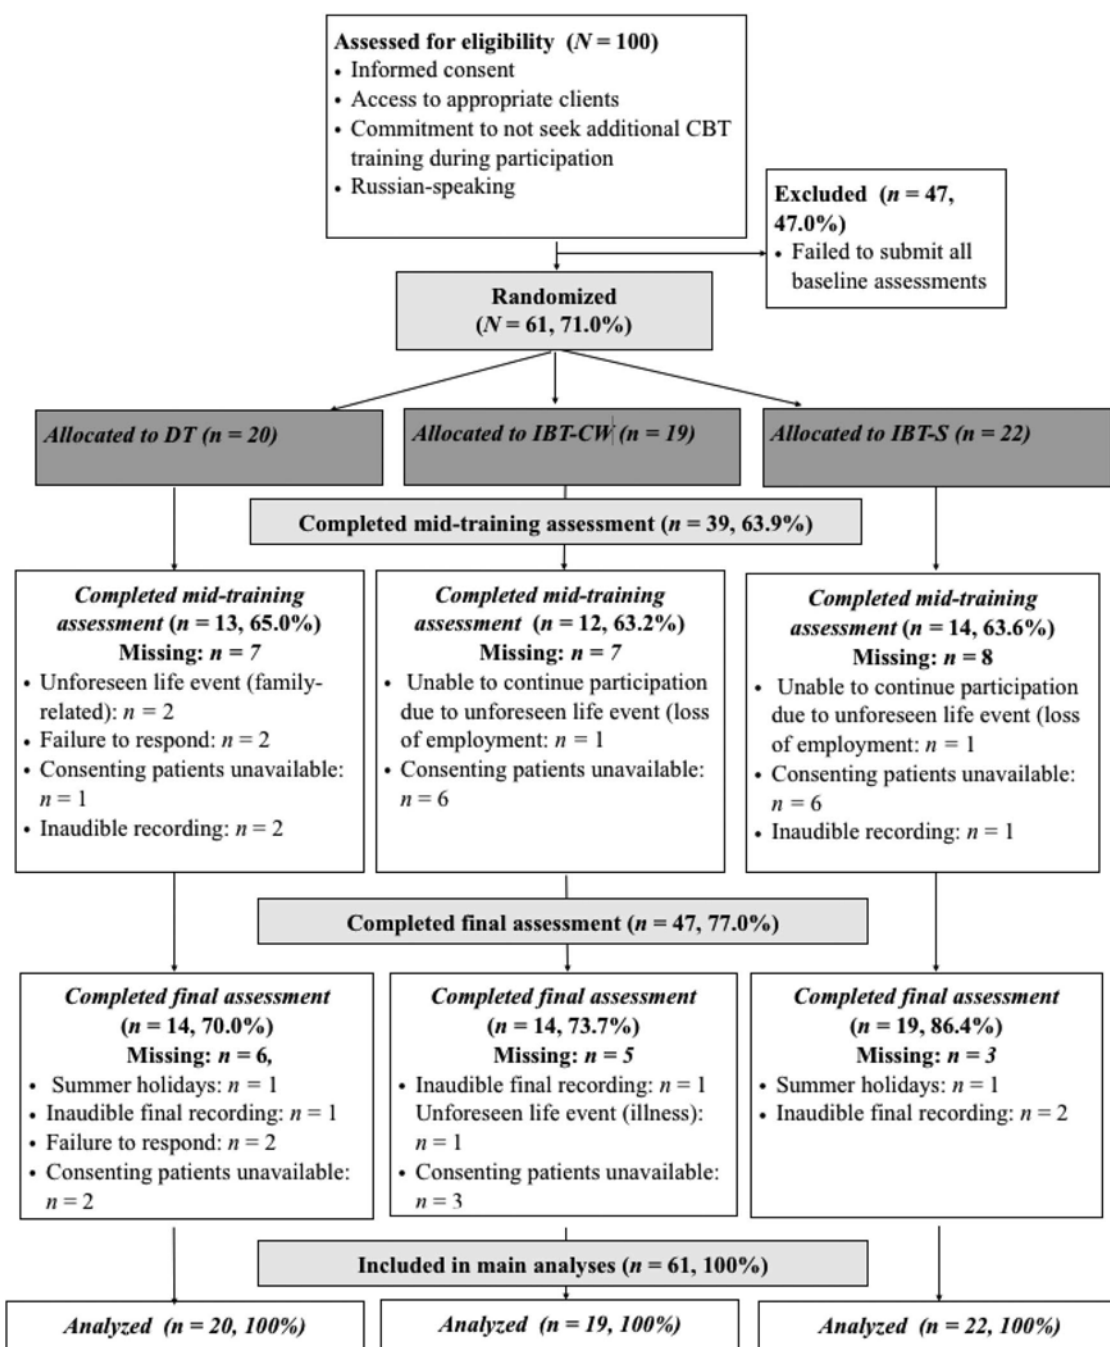 Assessed for eligibility (N = 100)
• Informed consent
• Access to appropriate clients
• Commitment to not seek additional CBT
training during participation
• Russian-speaking
Excluded (n = 47,
47.0%)
• Failed to submit all
baseline assessments
Randomized
(N = 61, 71.0%)
Allocated to DT (n = 20)
Allocated to IBT-CW (n = 19)
Allocated to IBT-S (n = 22)
Completed mid-training assessment (n = 39, 63.9%)
Completed mid-training
assessment (n = 13, 65.0%)
Missing: n = 7
• Unforeseen life event (family-
related): n = 2
• Failure to respond: n = 2
• Consenting patients unavailable:
n = 1
• Inaudible recording: n = 2
Completed mid-training
assessment (n = 12, 63.2%)
Missing: n = 7
• Unable to continue participation
due to unforeseen life event (loss
of employment: n = 1
• Consenting patients unavailable:
n = 6
Completed mid-training
assessment (n = 14, 63.6%)
Missing: n = 8
• Unable to continue participation
due to unforeseen life event (loss
of employment: n = 1
• Consenting patients unavailable:
n = 6
• Inaudible recording: n = 1
Completed final assessment (n = 47, 77.0%)
Completed final assessment
(n = 14, 70.0%)
Missing: n = 6,
• Summer holidays: n = 1
• Inaudible final recording: n = 1
• Failure to respond: n = 2
• Consenting patients unavailable:
n = 2
Completed final assessment
(n = 14, 73.7%)
Missing: n = 5
• Inaudible final recording: n = 1
Unforeseen life event (illness):
n = 1
• Consenting patients unavailable:
n = 3
Completed final assessment
(n = 19, 86.4%)
Missing: n = 3
• Summer holidays: n = 1
• Inaudible final recording: n = 2
Included in main analyses (n = 61, 100%)
Analyzed (n = 20, 100%)
Analyzed (n = 19, 100%)
Analyzed (n = 22, 100%)